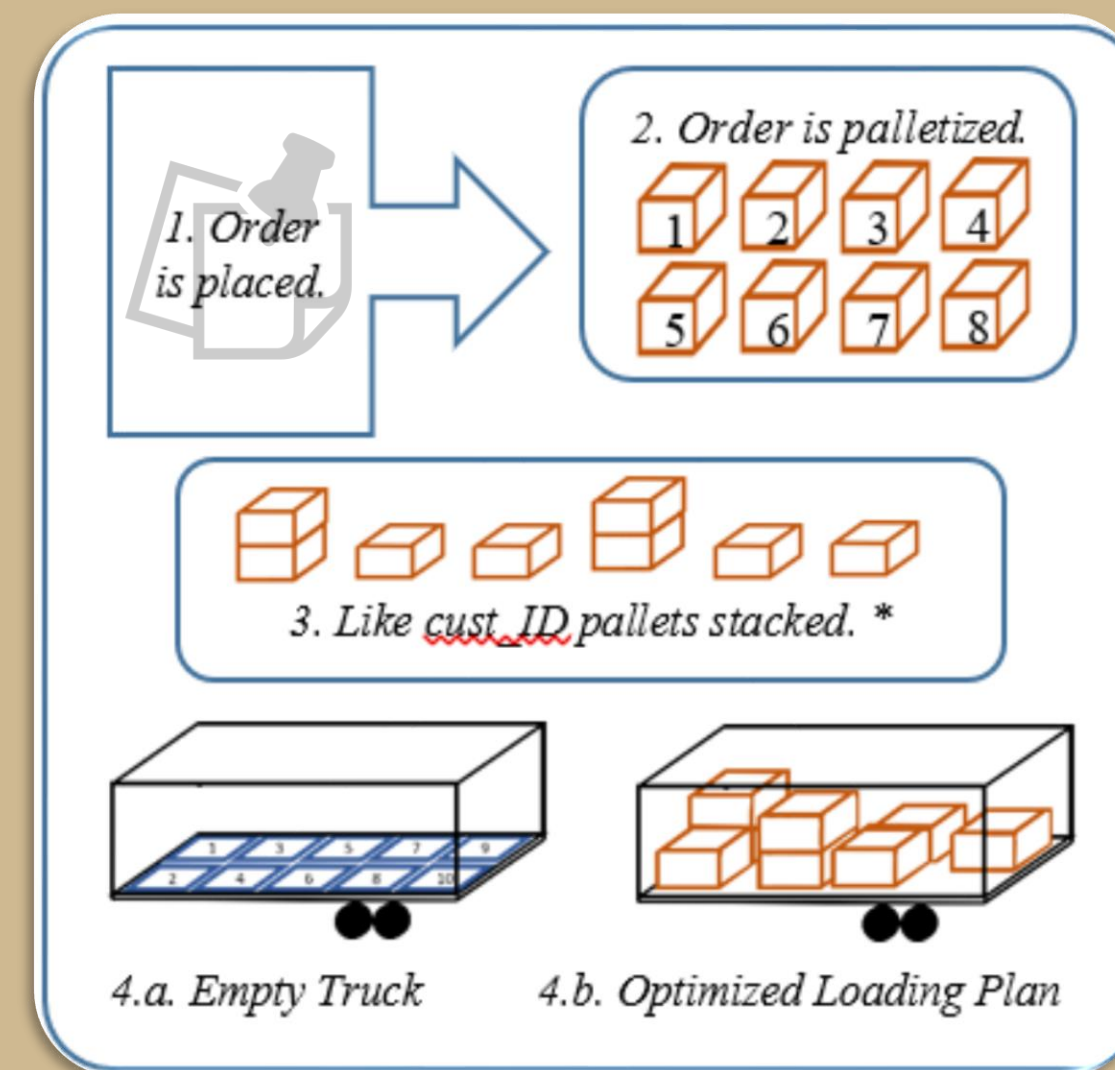 1. Order
is placed.
2. Order is palletized.
1 2 3 4
5 6 7 8
3. Like cust_ID pallets stacked. *
1 3 5 7 9
2 4 6 8 10
4.a. Empty Truck
4.b. Optimized Loading Plan